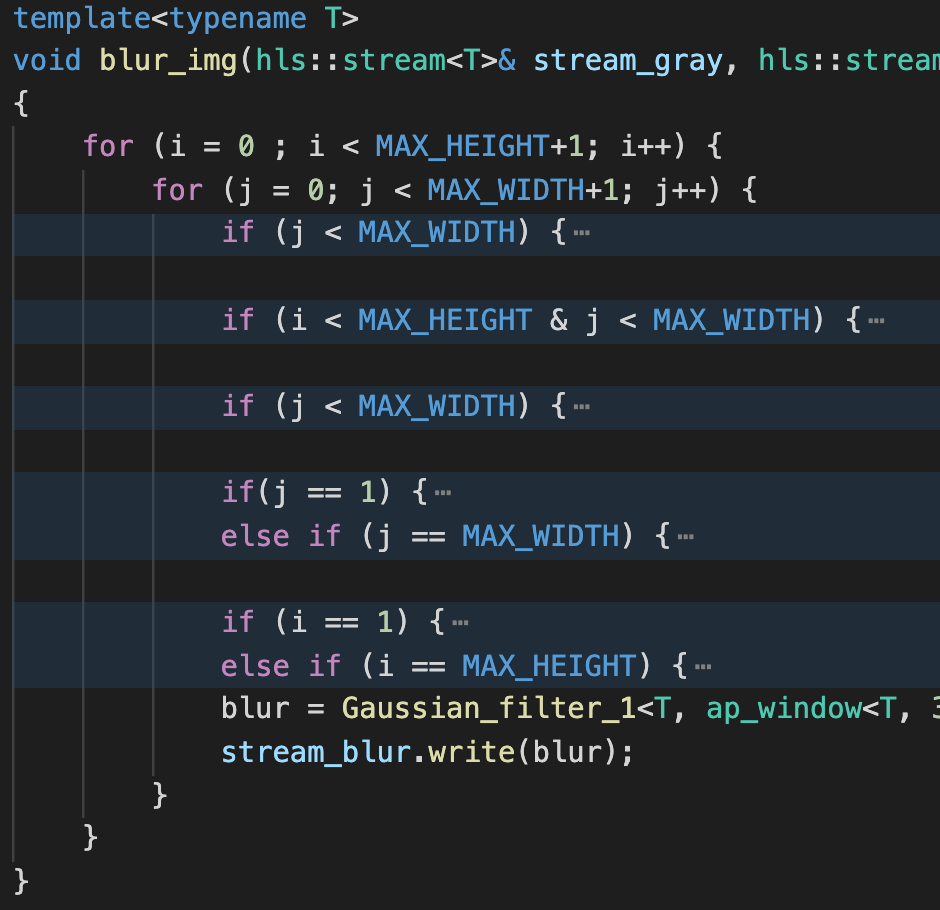 template<typename T>
void blur_img(hls::stream<T>& stream_gray, hls::stream
{
    for (i = 0 ; i < MAX_HEIGHT+1; i++) {
        for (j = 0; j < MAX_WIDTH+1; j++) {
            if (j < MAX_WIDTH) {⋯
            if (i < MAX_HEIGHT & j < MAX_WIDTH) {⋯
            if (j < MAX_WIDTH) {⋯
            if(j == 1) {⋯
            else if (j == MAX_WIDTH) {⋯
            if (i == 1) {⋯
            else if (i == MAX_HEIGHT) {⋯
            blur = Gaussian_filter_1<T, ap_window<T, 3
            stream_blur.write(blur);
        }
    }
}